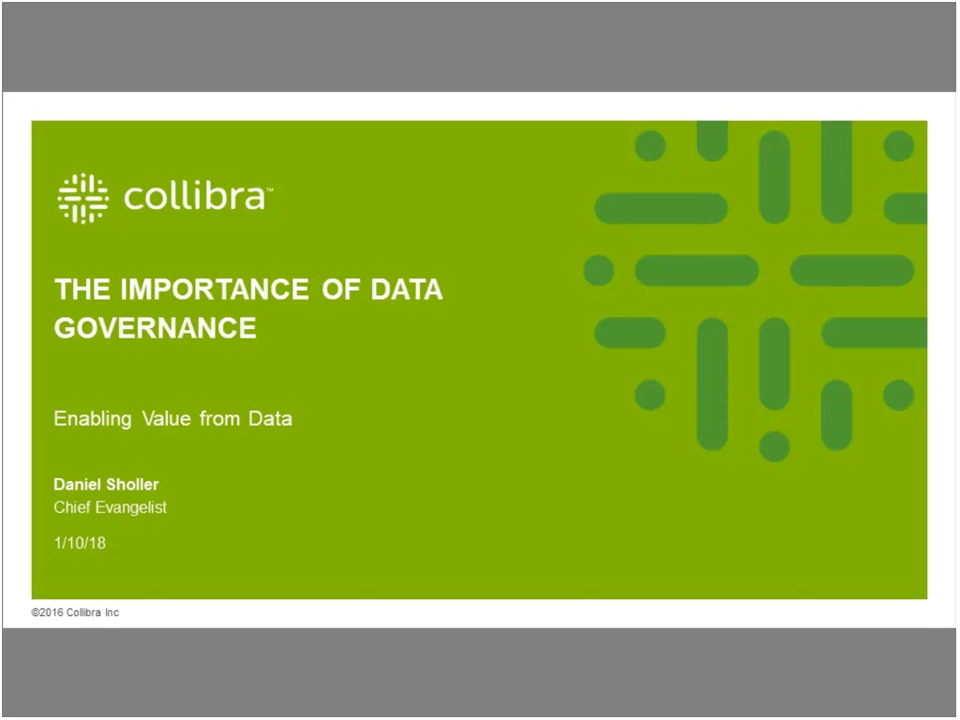 collibra™
THE IMPORTANCE OF DATA
GOVERNANCE
Enabling Value from Data
Daniel Sholler
Chief Evangelist
1/10/18
©2016 Collibra Inc